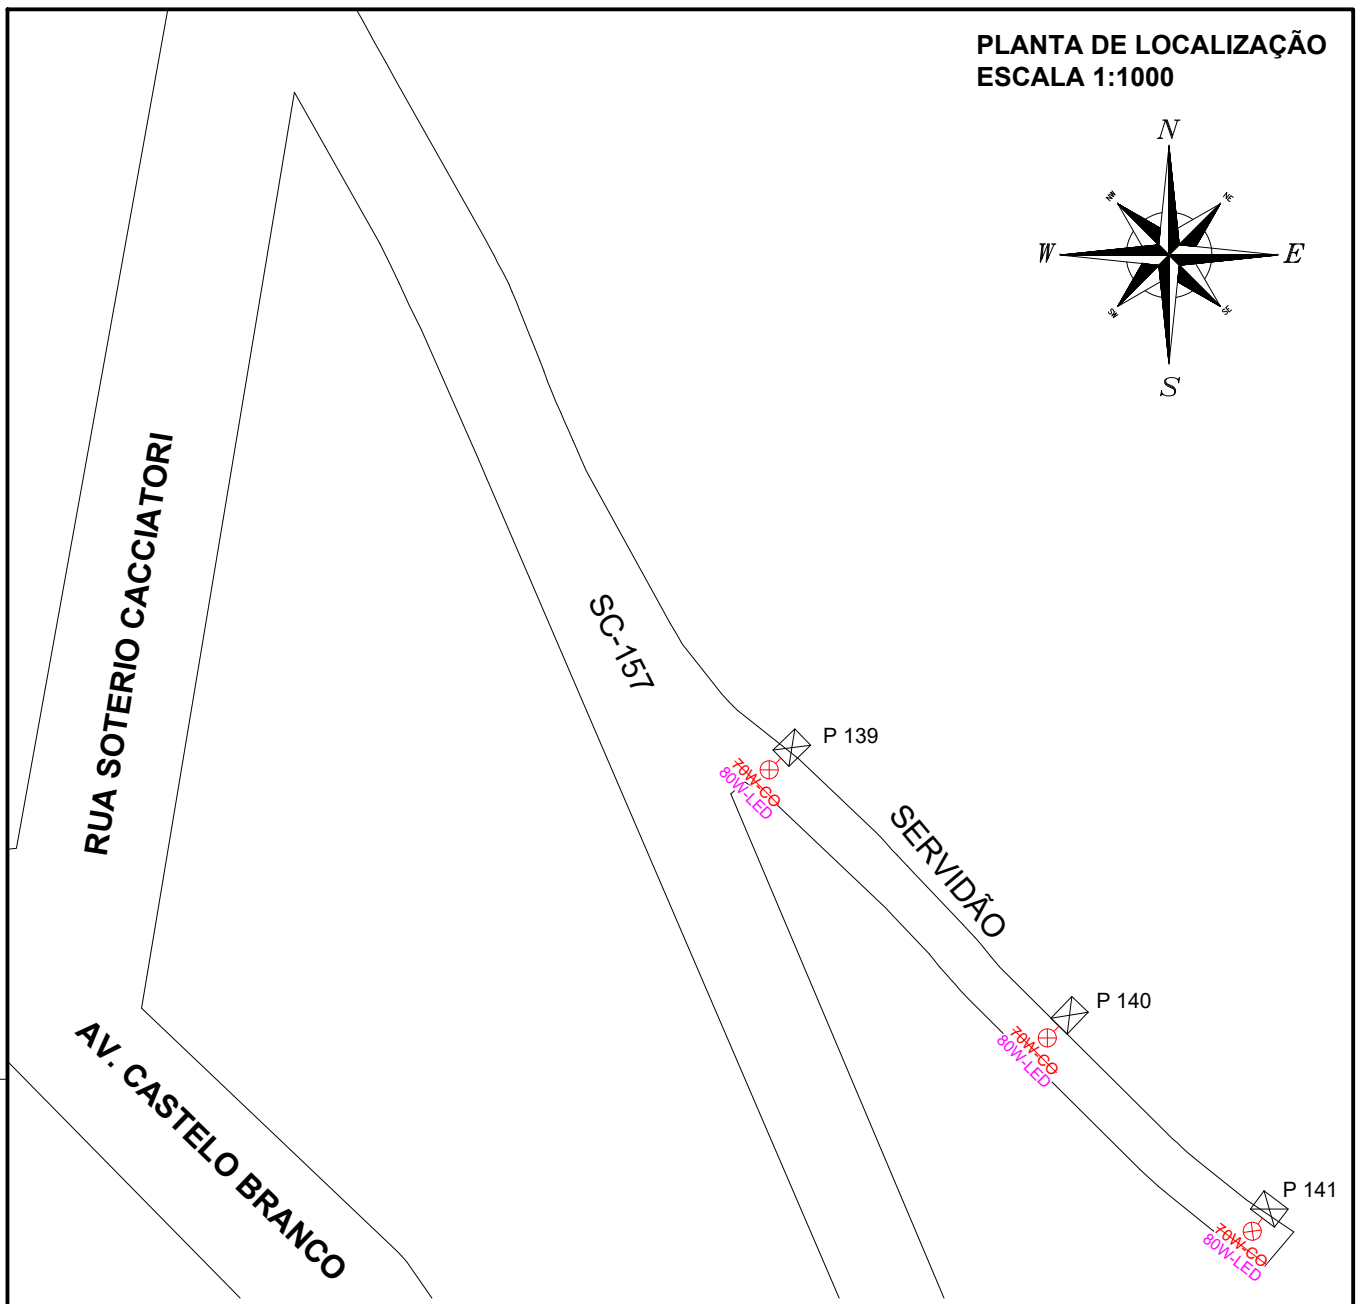 PLANTA DE LOCALIZAÇÃO
ESCALA 1:1000
N
NW
NE
W
E
SW
SE
S
RUA SOTERIO CACCIATORI
SC-157
P 139
70W-CO
80W-LED
SERVIDÃO
P 140
70W-CO
80W-LED
AV. CASTELO BRANCO
P 141
70W-CO
80W-LED